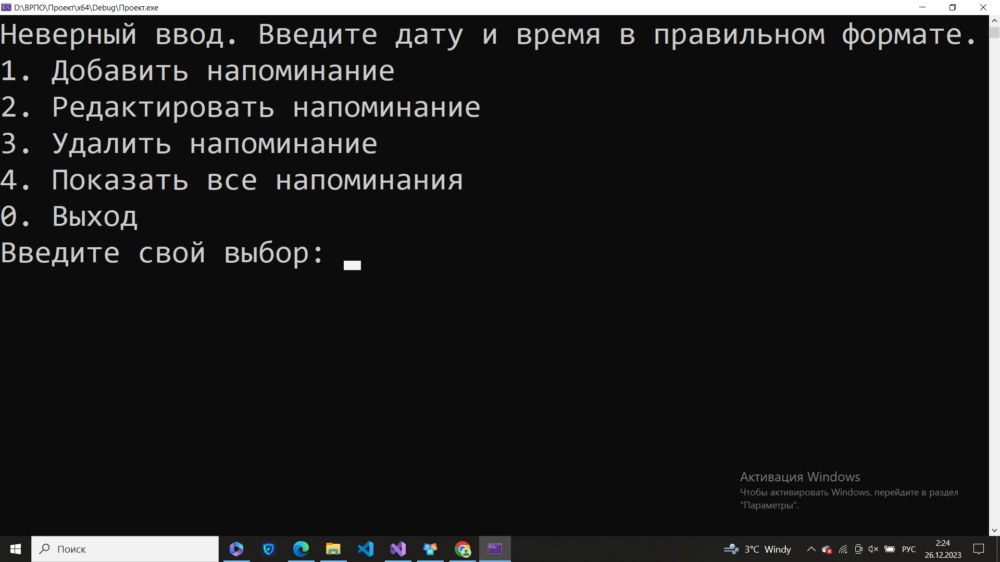 D:\ВРПО\Проект\x64\Debug\Проект.exe
Неверный ввод. Введите дату и время в правильном формате.
1. Добавить напоминание
2. Редактировать напоминание
3. Удалить напоминание
4. Показать все напоминания
0. Выход
Введите свой выбор:
Активация Windows
Чтобы активировать Windows, перейдите в раздел
"Параметры".
Поиск
3°C Windy
РУС
2:24
26.12.2023